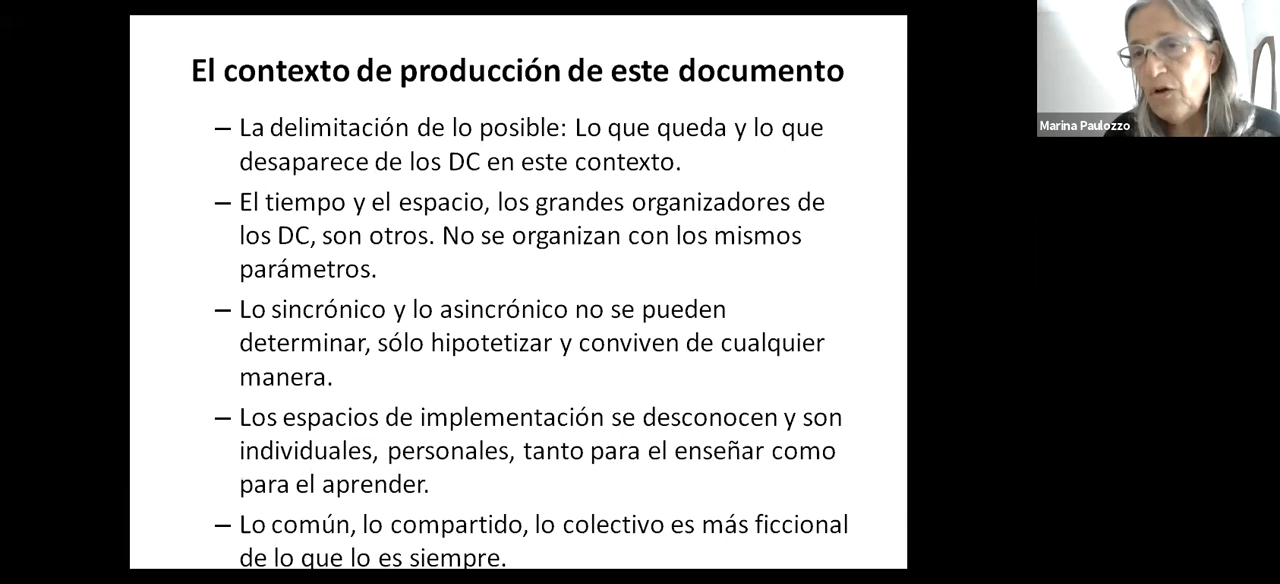 El contexto de producción de este documento
– La delimitación de lo posible: Lo que queda y lo que
desaparece de los DC en este contexto.
– El tiempo y el espacio, los grandes organizadores de
los DC, son otros. No se organizan con los mismos
parámetros.
– Lo sincrónico y lo asincrónico no se pueden
determinar, sólo hipotetizar y conviven de cualquier
manera.
– Los espacios de implementación se desconocen y son
individuales, personales, tanto para el enseñar como
para el aprender.
– Lo común, lo compartido, lo colectivo es más ficcional
de lo que lo es siempre.
Marina Paulozzo